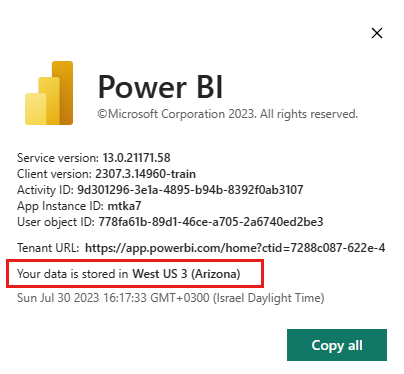 Power BI
©Microsoft Corporation 2023. All rights reserved.
Service version: 13.0.21171.58
Client version: 2307.3.14960-train
Activity ID: 9d301296-3e1a-4895-b94b-8392f0ab3107
App Instance ID: mtka7
User object ID: 778fa61b-89d1-46ce-a705-2a6740ed2be3
Tenant URL: https://app.powerbi.com/home?ctid=7288c087-622e-4
Your data is stored in West US 3 (Arizona)
Sun Jul 30 2023 16:17:33 GMT+0300 (Israel Daylight Time)
Copy all